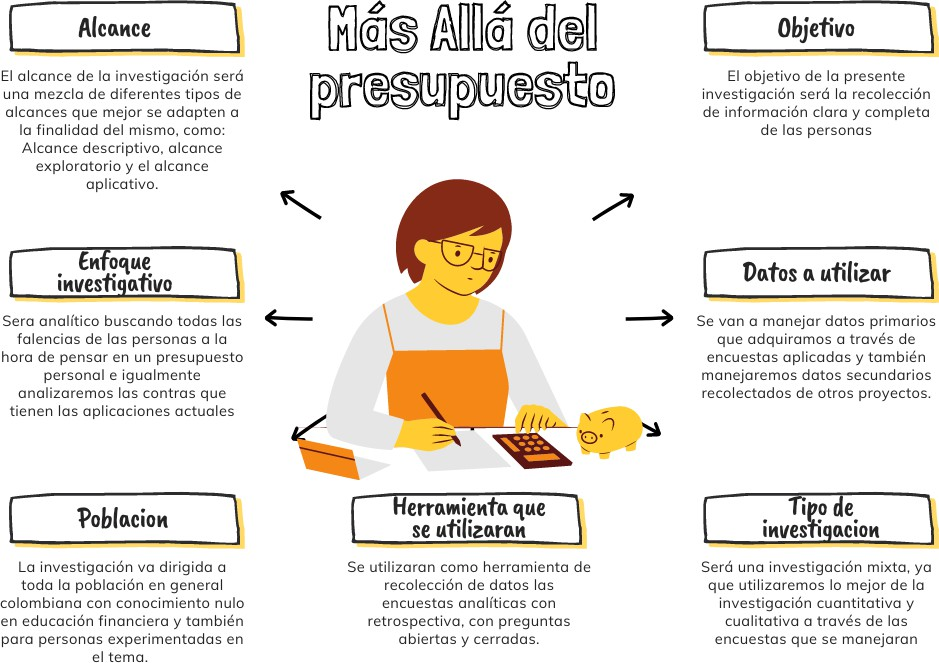 Más Allá del
presupuesto
Alcance
El alcance de la investigación será
una mezcla de diferentes tipos de
alcances que mejor se adapten a
la finalidad del mismo, como:
Alcance descriptivo, alcance
exploratorio y el alcance
aplicativo.
Objetivo
El objetivo de la presente
investigación será la recolección
de información clara y completa
de las personas
Enfoque
investigativo
Sera analítico buscando todas las
falencias de las personas a la
hora de pensar en un presupuesto
personal e igualmente
analizaremos las contras que
tienen las aplicaciones actuales
Datos a utilizar
Se van a manejar datos primarios
que adquiramos a través de
encuestas aplicadas y también
manejaremos datos secundarios
recolectados de otros proyectos.
Poblacion
La investigación va dirigida a
toda la población en general
colombiana con conocimiento nulo
en educación financiera y también
para personas experimentadas en
el tema.
Herramienta que
se utilizaran
Se utilizaran como herramienta de
recolección de datos las
encuestas analíticas con
retrospectiva, con preguntas
abiertas y cerradas.
Tipo de
investigacion
Será una investigación mixta, ya
que utilizaremos lo mejor de la
investigación cuantitativa y
cualitativa a través de las
encuestas que se manejaran